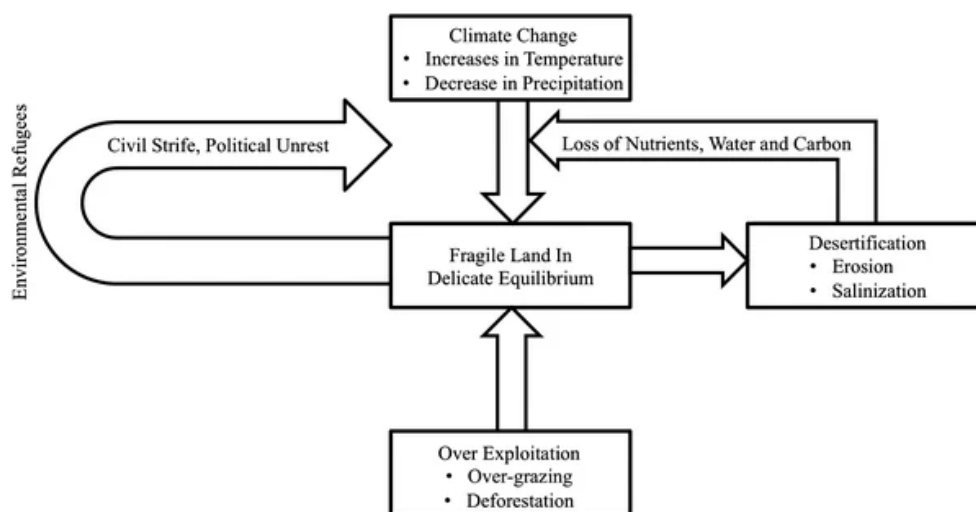 Climate Change
• Increases in Temperature
• Decrease in Precipitation
Environmental Refugees
Civil Strife, Political Unrest
Loss of Nutrients, Water and Carbon
Fragile Land In
Delicate Equilibrium
Desertification
• Erosion
• Salinization
Over Exploitation
• Over-grazing
• Deforestation